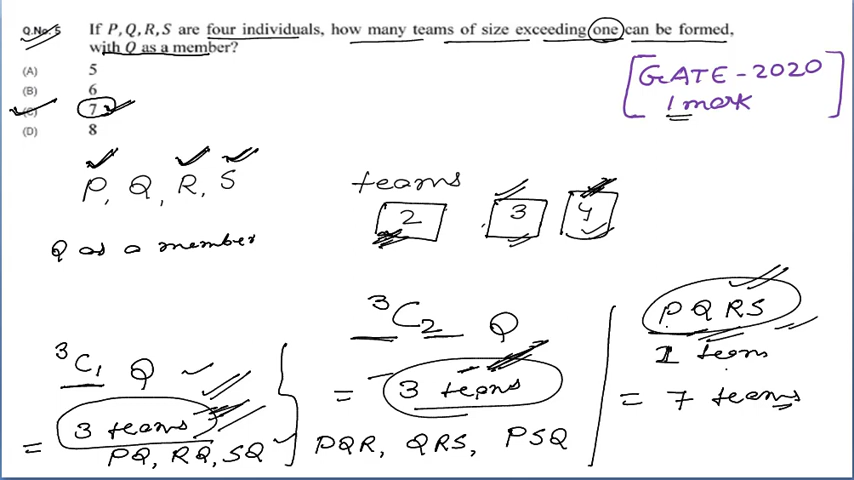 Q.No. 5 If P, Q, R, S are four individuals, how many teams of size exceeding one can be formed,
with Q as a member?
(A) 5
(B) 6
(C) 7
(D) 8
[GATE - 2020
1 mark]
P, Q, R, S
teams
2 3 4
Q as a member
³C₁ Q
= 3 teams
PQ, RQ, SQ
³C₂ Q
= 3 teams
PQR, QRS, PSQ
PQRS
1 team
= 7 teams